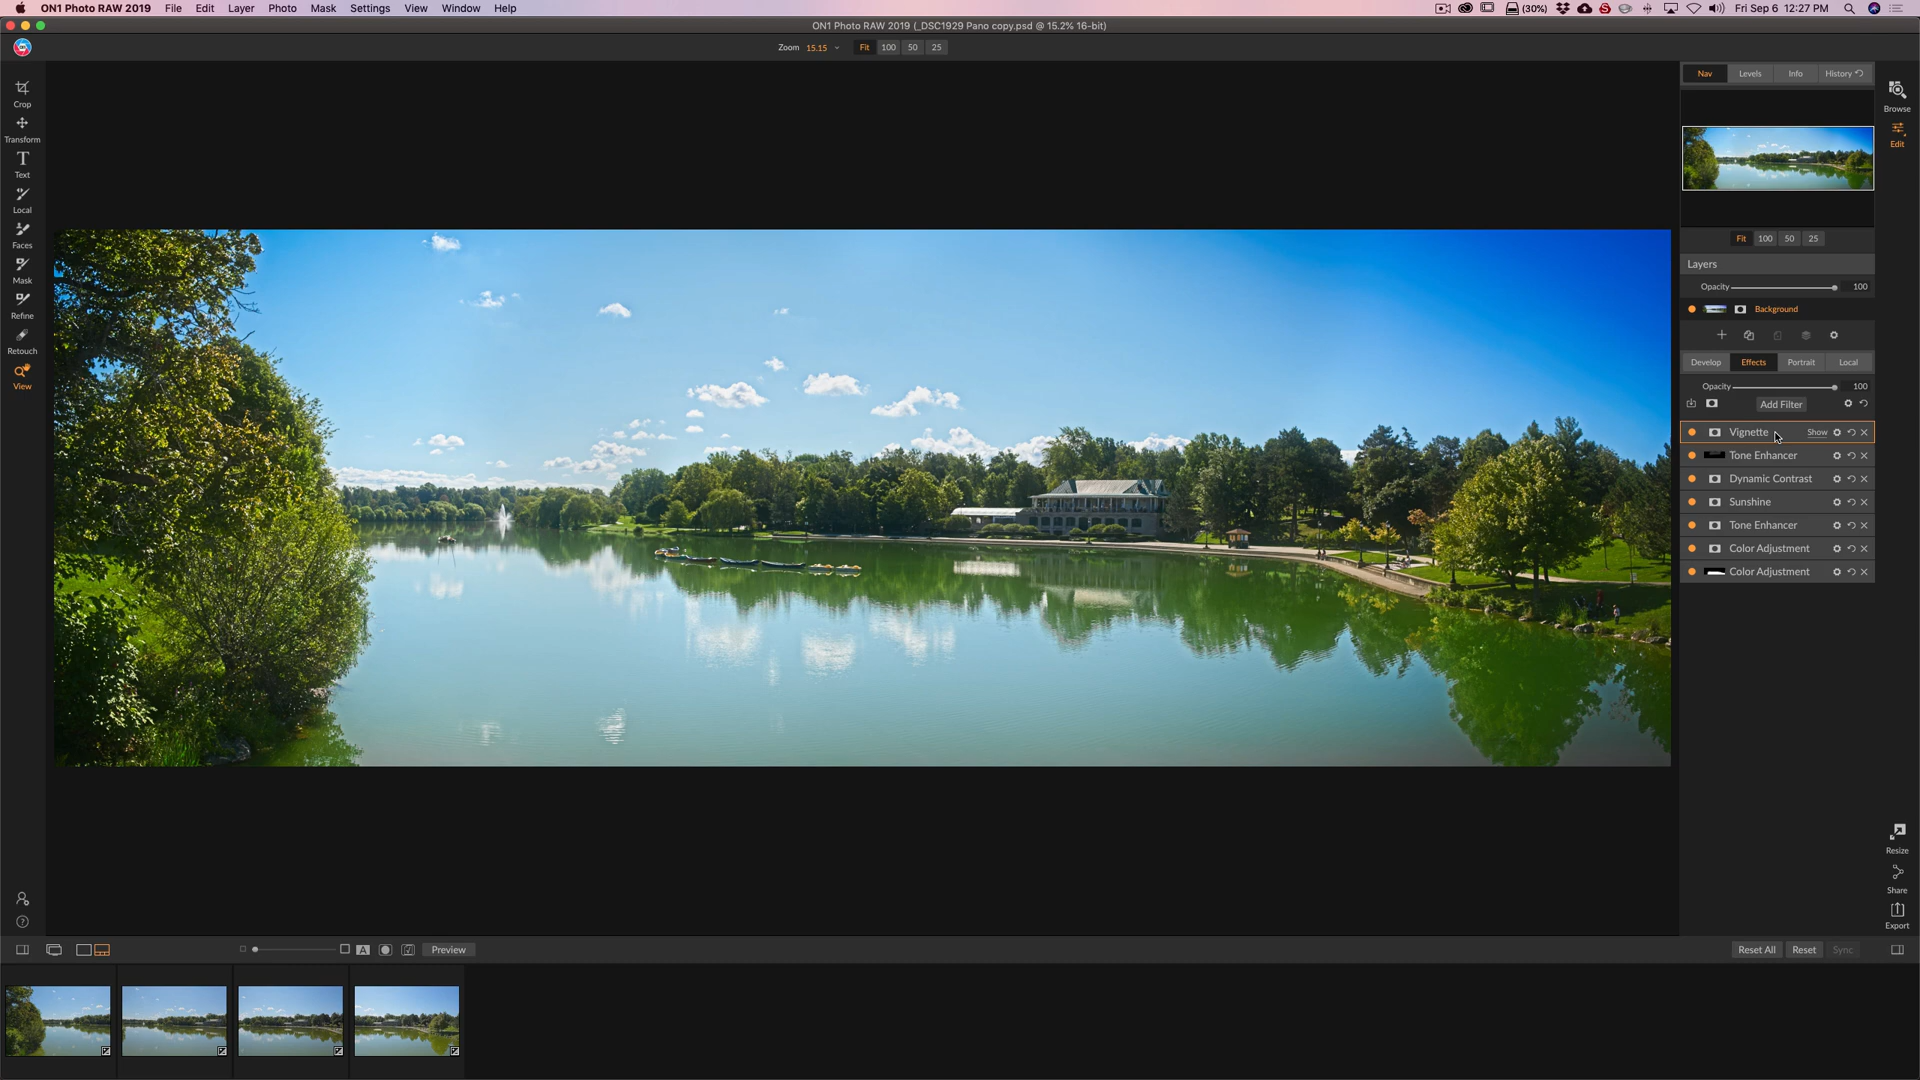 ON1 Photo RAW 2019 File Edit Layer Photo Mask Settings View Window Help (30%) Fri Sep 6 12:27 PM
ON1 Photo RAW 2019 (_DSC1929 Pano copy.psd @ 15.2% 16-bit)
Zoom 15.15 Fit 100 50 25
Crop
Transform
Text
Local
Faces
Mask
Refine
Retouch
View
Nav Levels Info History
Browse
Edit
Fit 100 50 25
Layers
Opacity 100
Background
Develop Effects Portrait Local
Opacity 100
Add Filter
Vignette Show
Tone Enhancer
Dynamic Contrast
Sunshine
Tone Enhancer
Color Adjustment
Color Adjustment
Resize
Share
Export
A Preview Reset All Reset Sync